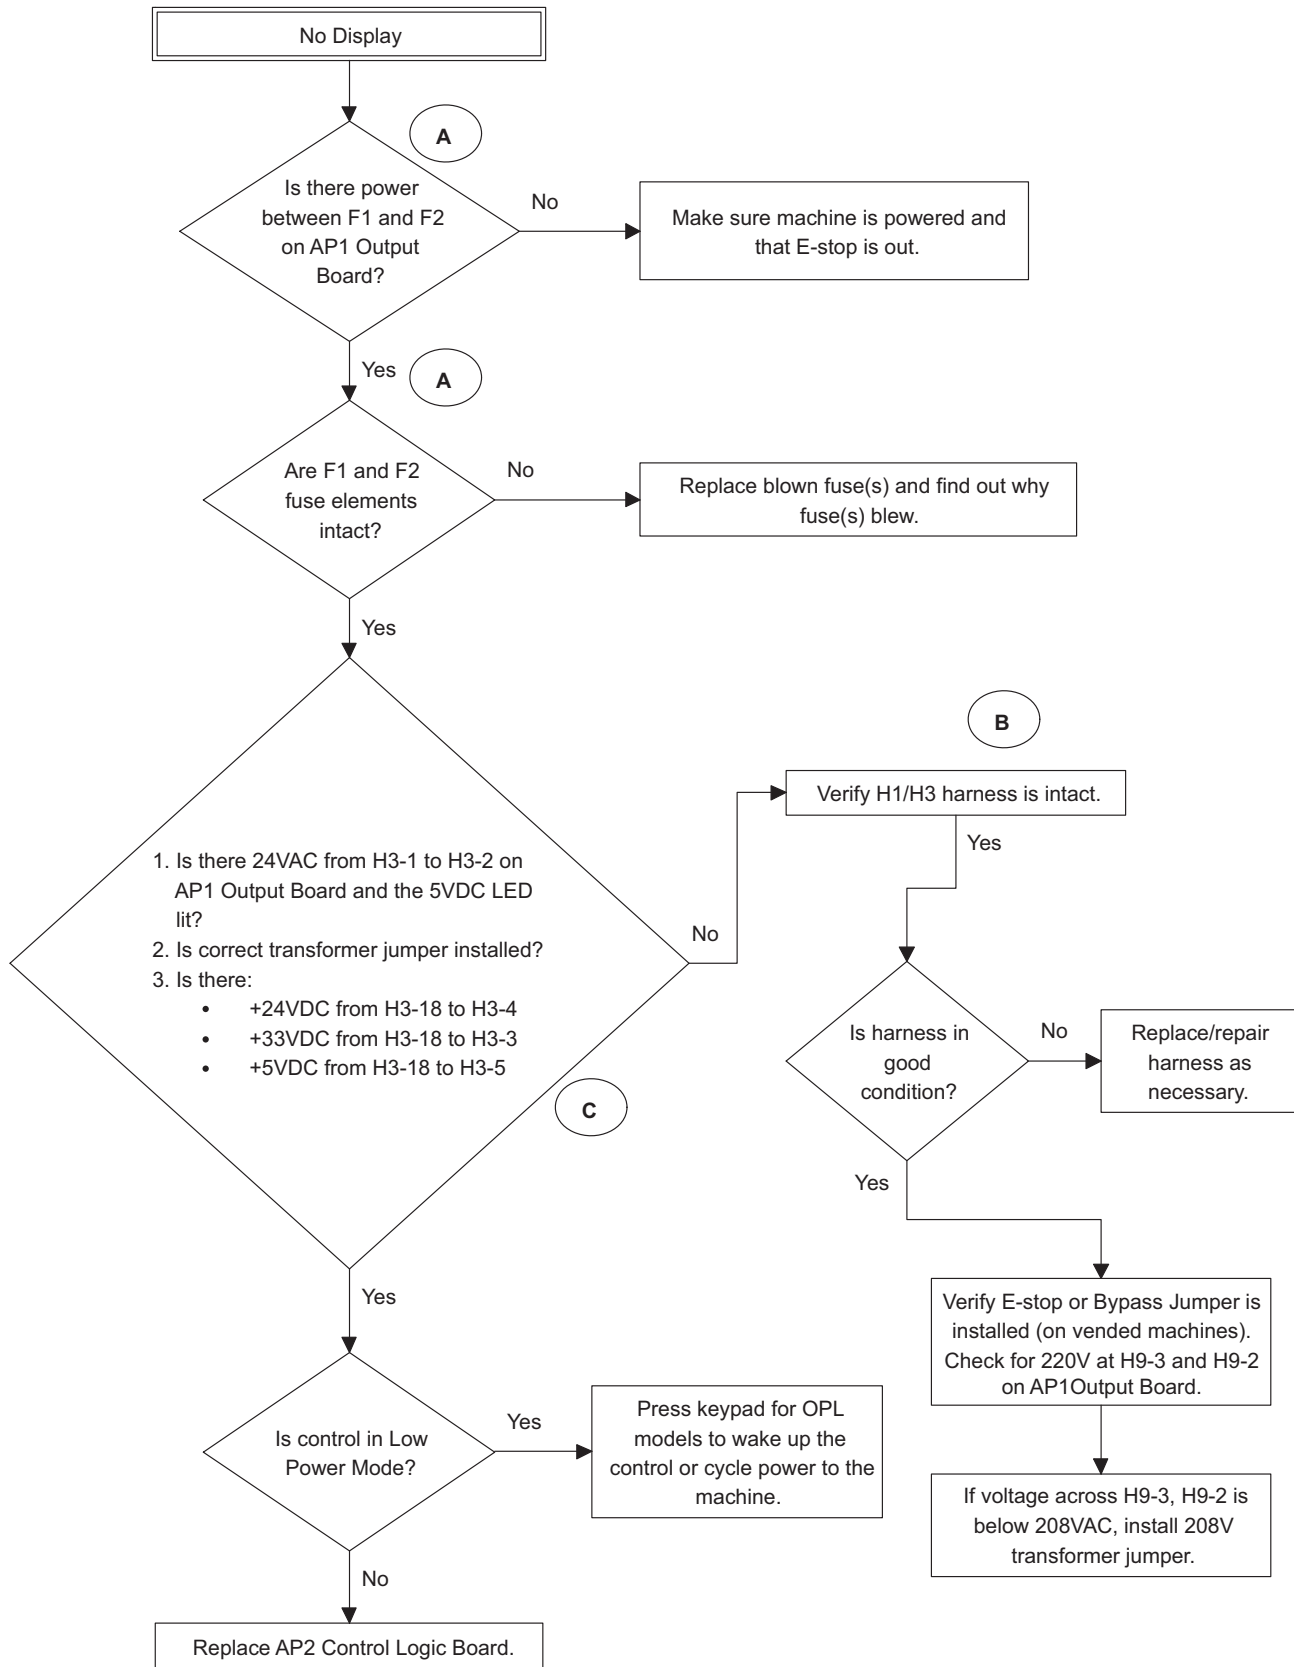 No Display
A
Is there power
between F1 and F2
on AP1 Output
Board?
No
Make sure machine is powered and
that E-stop is out.
Yes
A
Are F1 and F2
fuse elements
intact?
No
Replace blown fuse(s) and find out why
fuse(s) blew.
Yes
B
Verify H1/H3 harness is intact.
Yes
1. Is there 24VAC from H3-1 to H3-2 on
AP1 Output Board and the 5VDC LED
lit?
2. Is correct transformer jumper installed?
3. Is there:
• +24VDC from H3-18 to H3-4
• +33VDC from H3-18 to H3-3
• +5VDC from H3-18 to H3-5
No
C
Is harness in
good
condition?
No
Replace/repair
harness as
necessary.
Yes
Verify E-stop or Bypass Jumper is
installed (on vended machines).
Check for 220V at H9-3 and H9-2
on AP1Output Board.
If voltage across H9-3, H9-2 is
below 208VAC, install 208V
transformer jumper.
Yes
Is control in Low
Power Mode?
Yes
Press keypad for OPL
models to wake up the
control or cycle power to the
machine.
No
Replace AP2 Control Logic Board.